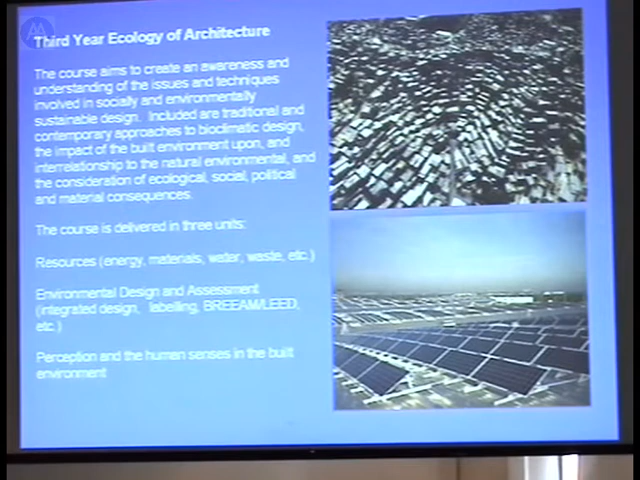 Third Year Ecology of Architecture
The course aims to create an awareness and
understanding of the issues and techniques
involved in socially and environmentally
sustainable design. Included are traditional and
contemporary approaches to bioclimatic design,
the impact of the built environment upon, and
interrelationship to the natural environmental, and
the consideration of ecological, social, political
and material consequences.
The course is delivered in three units:
Resources (energy, materials, water, waste, etc.)
Environmental Design and Assessment
(integrated design, labelling, BREEAM/LEED,
etc.)
Perception and the human senses in the built
environment